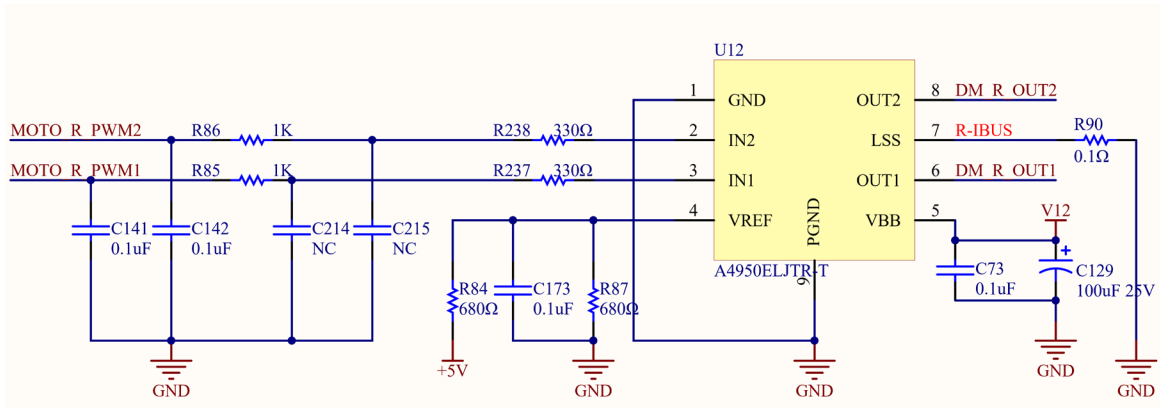 U12
1
GND
OUT2
8
DM_R_OUT2
MOTO_R_PWM2
R86
1K
R238
330Ω
2
IN2
LSS
7
R-IBUS
R90
0.1Ω
MOTO_R_PWM1
R85
1K
R237
330Ω
3
IN1
OUT1
6
DM_R_OUT1
4
VREF
PGND
VBB
5
V12
C141
0.1uF
C142
0.1uF
C214
NC
C215
NC
A4950ELJTR-T
9
R84
680Ω
C173
0.1uF
R87
680Ω
C73
0.1uF
+
C129
100uF 25V
GND
+5V
GND
GND
GND
GND